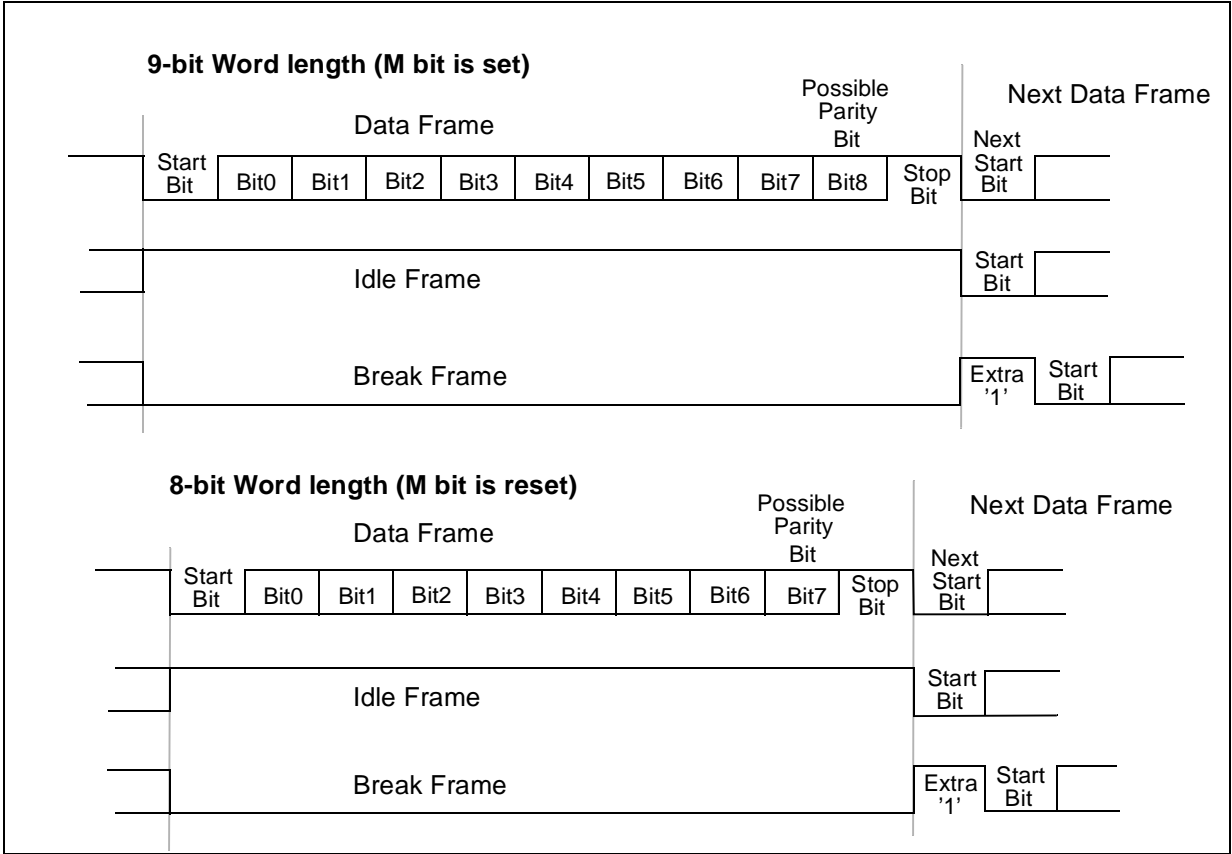 9-bit Word length (M bit is set)
Possible
Parity
Bit
Next Data Frame
Data Frame
Next
Start
Bit
Start
Bit
Bit0
Bit1
Bit2
Bit3
Bit4
Bit5
Bit6
Bit7
Bit8
Stop
Bit
Idle Frame
Start
Bit
Break Frame
Extra
'1'
Start
Bit
8-bit Word length (M bit is reset)
Possible
Parity
Bit
Next Data Frame
Data Frame
Next
Start
Bit
Start
Bit
Bit0
Bit1
Bit2
Bit3
Bit4
Bit5
Bit6
Bit7
Stop
Bit
Idle Frame
Start
Bit
Break Frame
Extra
'1'
Start
Bit